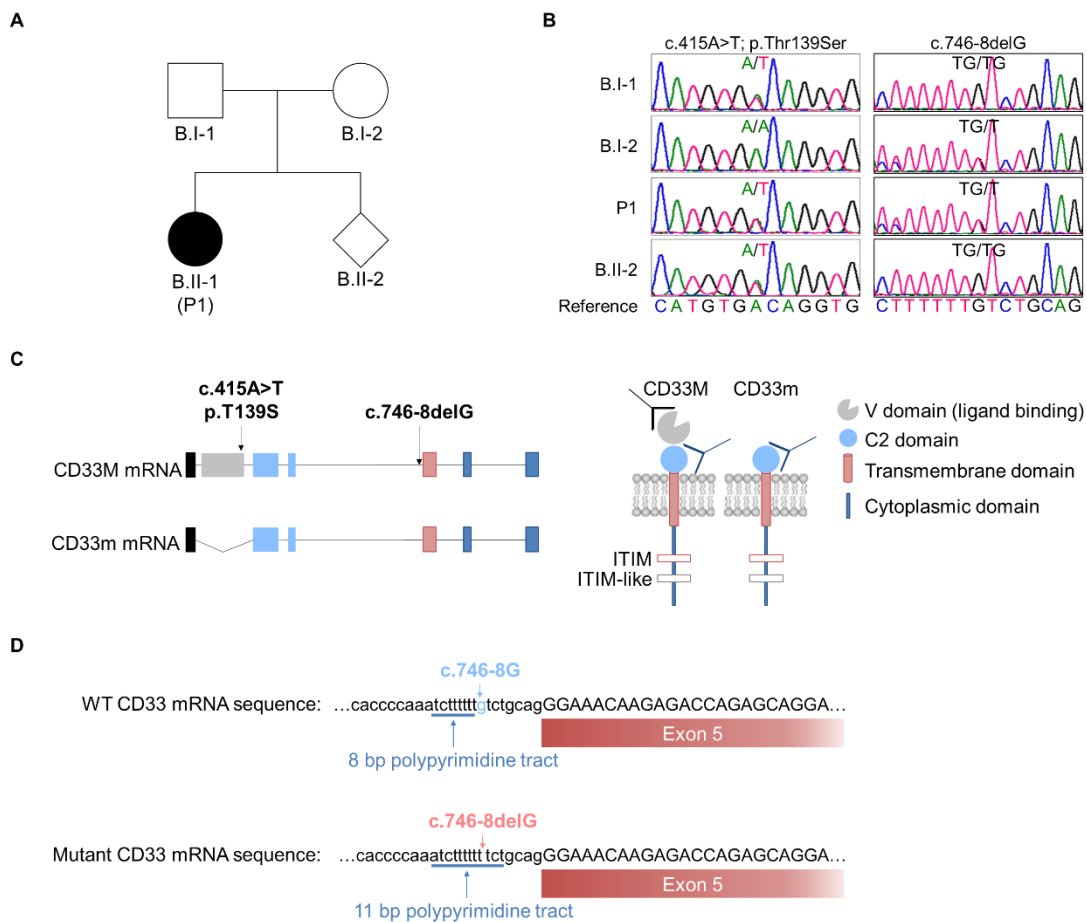 A
B.I-1
B.I-2
B.II-1
(P1)
B.II-2
B
c.415A>T; p.Thr139Ser
c.746-8delG
B.I-1
A/T
TG/TG
B.I-2
A/A
TG/T
P1
A/T
TG/T
B.II-2
A/T
TG/TG
Reference
C A T G T G A C A G G T G
C T T T T T T G T C T G C A G
C
c.415A>T
p.T139S
c.746-8delG
CD33M mRNA
CD33m mRNA
CD33M
CD33m
V domain (ligand binding)
C2 domain
Transmembrane domain
Cytoplasmic domain
ITIM
ITIM-like
D
c.746-8G
WT CD33 mRNA sequence: …caccccaaatcttttttgtctgcagGGAAACAAGAGACCAGAGCAGGA…
Exon 5
8 bp polypyrimidine tract
c.746-8delG
Mutant CD33 mRNA sequence: …caccccaaatctttttttctgcagGGAAACAAGAGACCAGAGCAGGA…
Exon 5
11 bp polypyrimidine tract